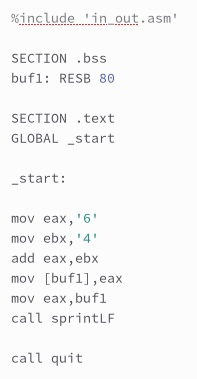 %include 'in_out.asm'
SECTION .bss
buf1: RESB 80
SECTION .text
GLOBAL _start
_start:
mov eax,'6'
mov ebx,'4'
add eax,ebx
mov [buf1],eax
mov eax,buf1
call sprintLF
call quit